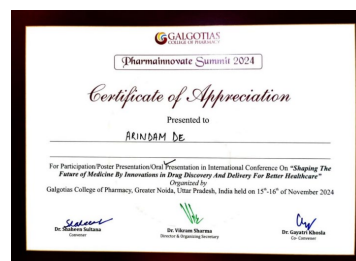 GALGOTIAS
COLLEGE OF PHARMACY
Pharmainnovate Summit 2024
Certificate of Appreciation
Presented to
ARINDAM DE
For Participation/Poster Presentation/Oral Presentation in International Conference On "Shaping The
Future of Medicine By Innovations in Drug Discovery And Delivery For Better Healthcare"
Organized by
Galgotias College of Pharmacy, Greater Noida, Uttar Pradesh, India held on 15th-16th of November 2024
Dr. Shaheen Sultana
Convener
Dr. Vikram Sharma
Director & Organizing Secretary
Dr. Gayatri Khosla
Co- Convener